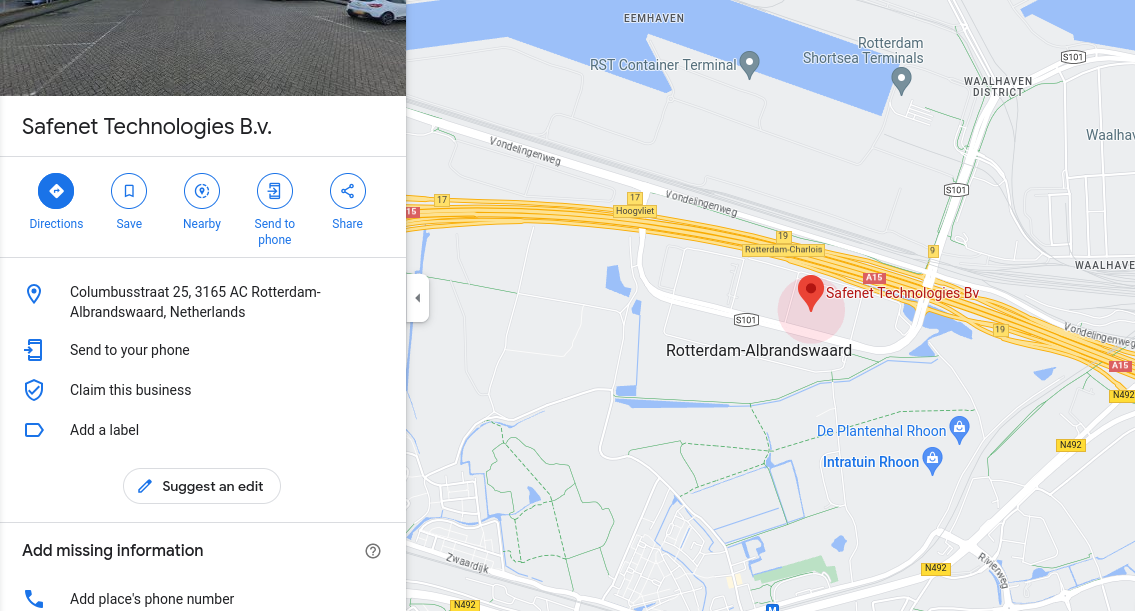 Safenet Technologies B.v.
Directions
Save
Nearby
Send to
phone
Share
Columbusstraat 25, 3165 AC Rotterdam-
Albrandswaard, Netherlands
Send to your phone
Claim this business
Add a label
Suggest an edit
Add missing information
Add place's phone number
EEMHAVEN
Rotterdam
Shortsea Terminals
RST Container Terminal
S101
WAALHAVEN
DISTRICT
Waalhav
Vondelingenweg
S101
17
17
Vondelingenweg
15
Hoogvliet
19
Rotterdam-Charlois
9
WAALHAVE
A15
Safenet Technologies Bv
S101
19
Vondelingenweg
Rotterdam-Albrandswaard
A15
N492
De Plantenhal Rhoon
N492
Intratuin Rhoon
Zwaardijk
N492
Rivierweg
N492
M